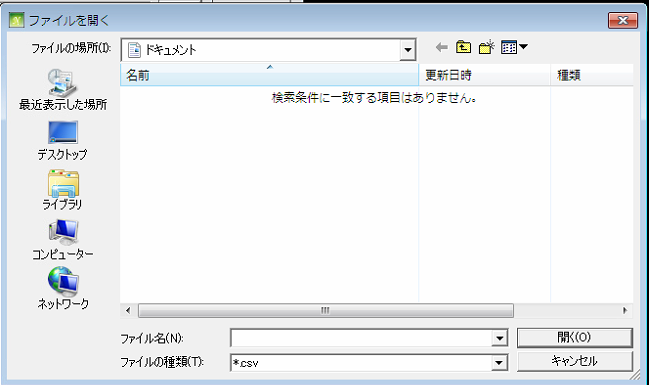 ファイルを開く
ファイルの場所(I):
ドキュメント
名前 更新日時 種類
検索条件に一致する項目はありません。
最近表示した場所
デスクトップ
ライブラリ
コンピューター
ネットワーク
ファイル名(N):
開く(O)
ファイルの種類(T):
*.csv
キャンセル